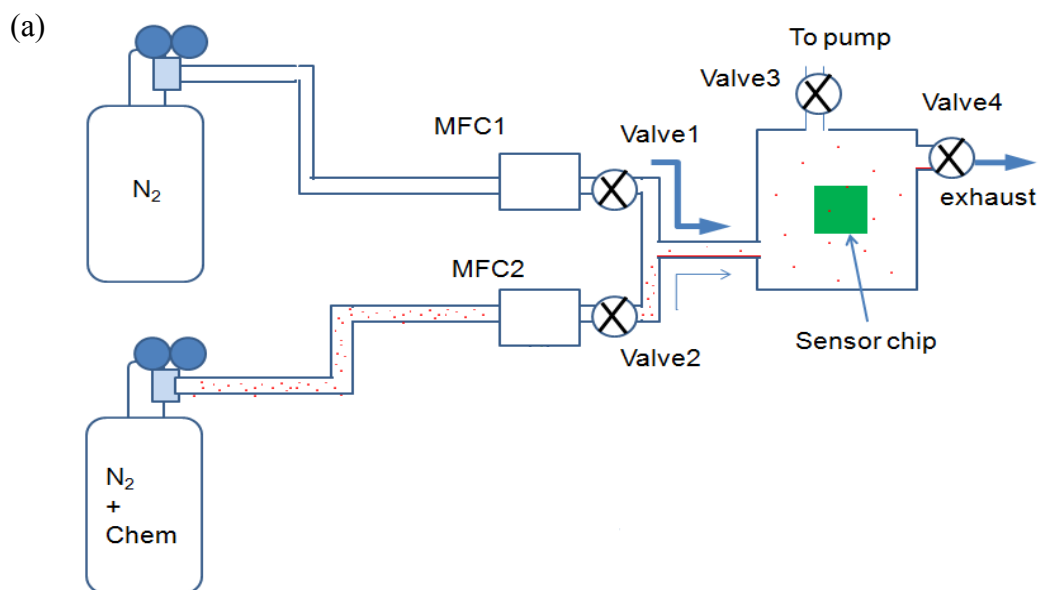 (a)
To pump
Valve3
Valve4
MFC1
Valve1
N₂
exhaust
MFC2
Sensor chip
Valve2
N₂
+
Chem